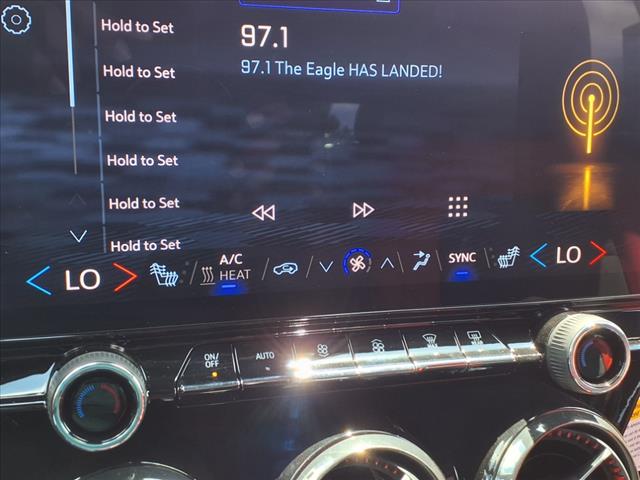 Hold to Set
97.1
Hold to Set
97.1 The Eagle HAS LANDED!
Hold to Set
Hold to Set
Hold to Set
Hold to Set
LO
A/C
HEAT
SYNC
LO
ON/
OFF
AUTO